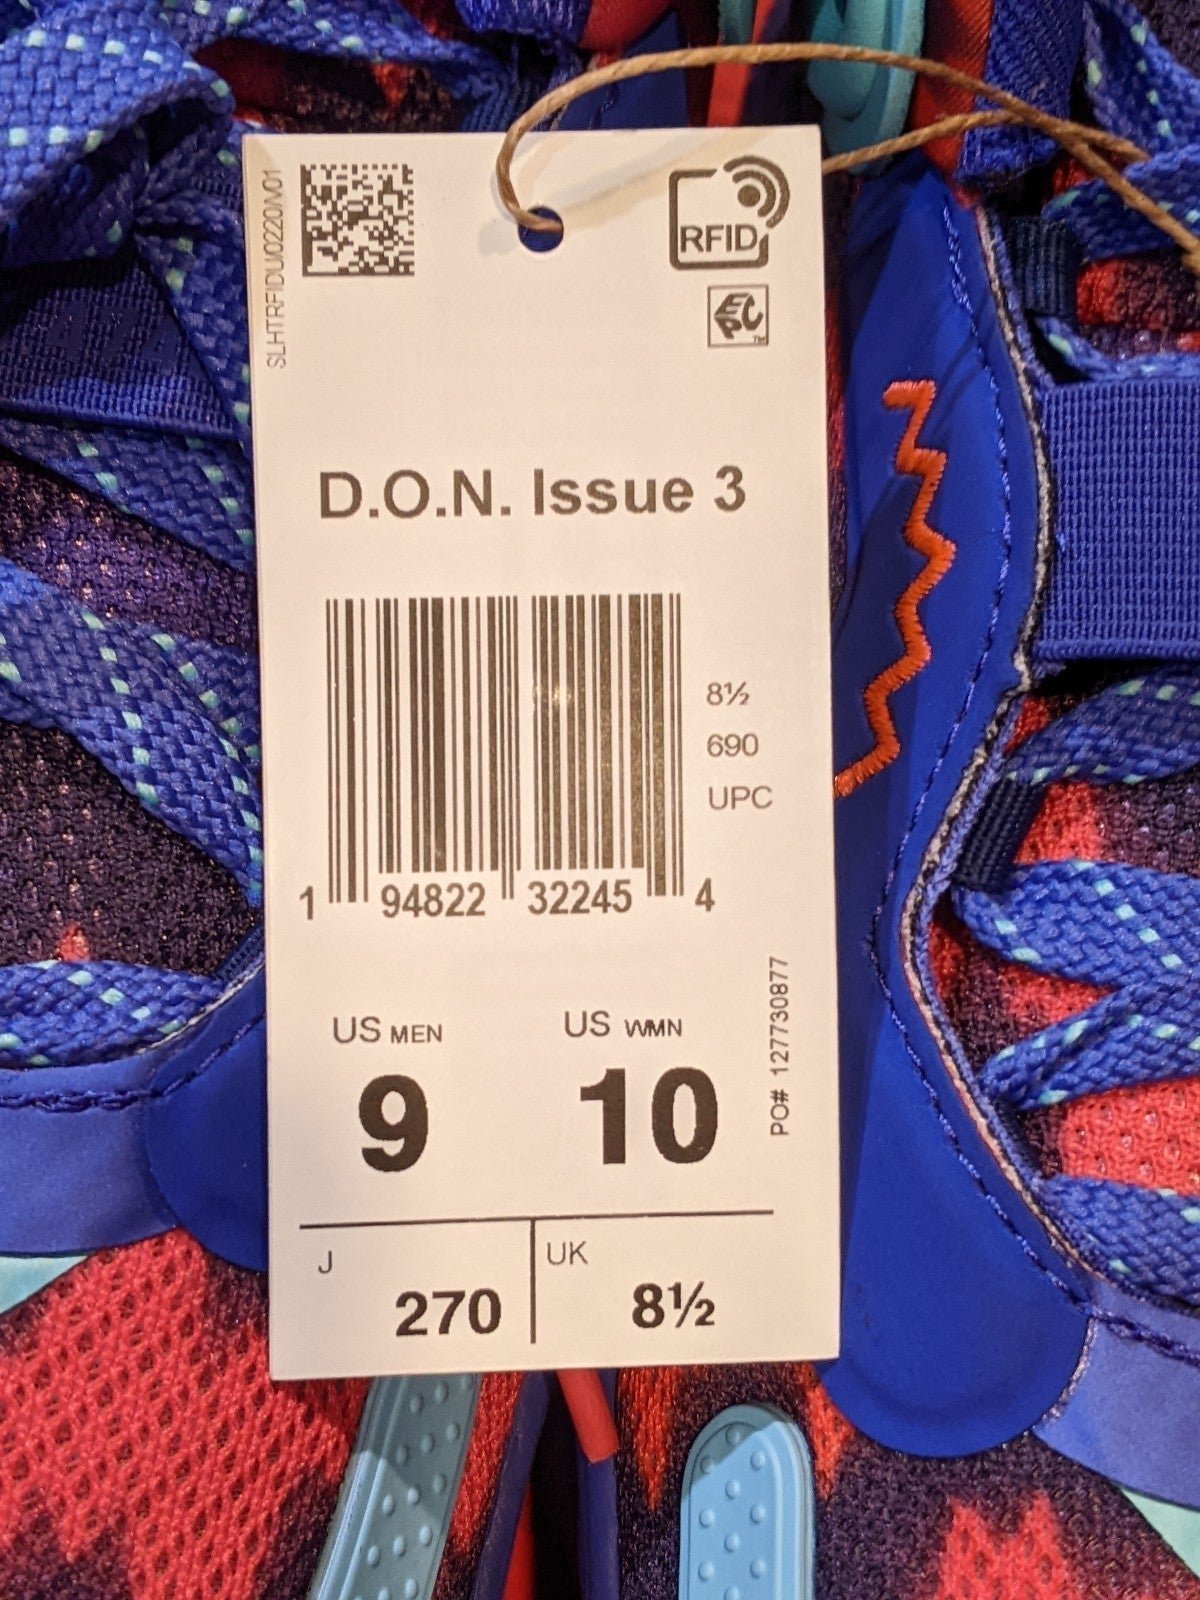 SLHTRFIDU/0220/V01
RFID
EPC
TM
D.O.N. Issue 3
8½
690
UPC
1 94822 32245 4
US MEN
9
US WMN
10
PO# 127730877
J
270
UK
8½